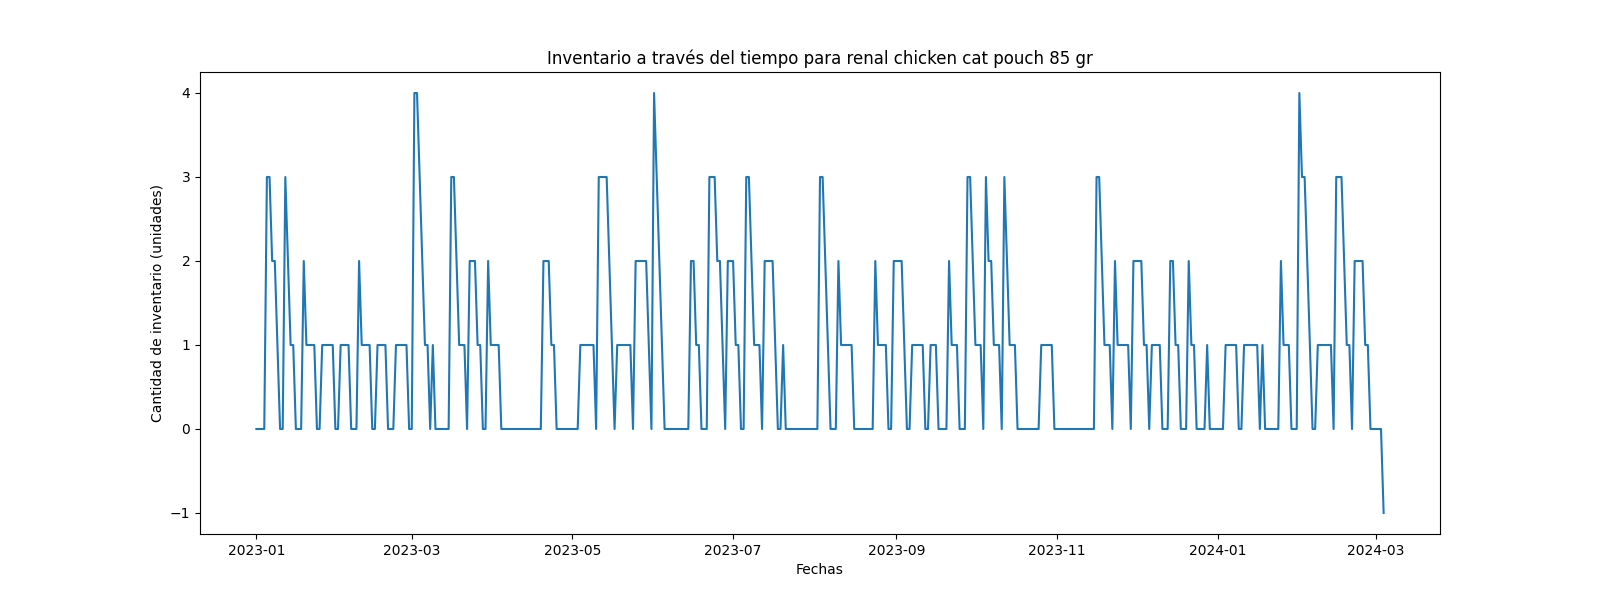 Inventario a través del tiempo para renal chicken cat pouch 85 gr
Cantidad de inventario (unidades)
4
3
2
1
0
−1
2023-01 2023-03 2023-05 2023-07 2023-09 2023-11 2024-01 2024-03
Fechas